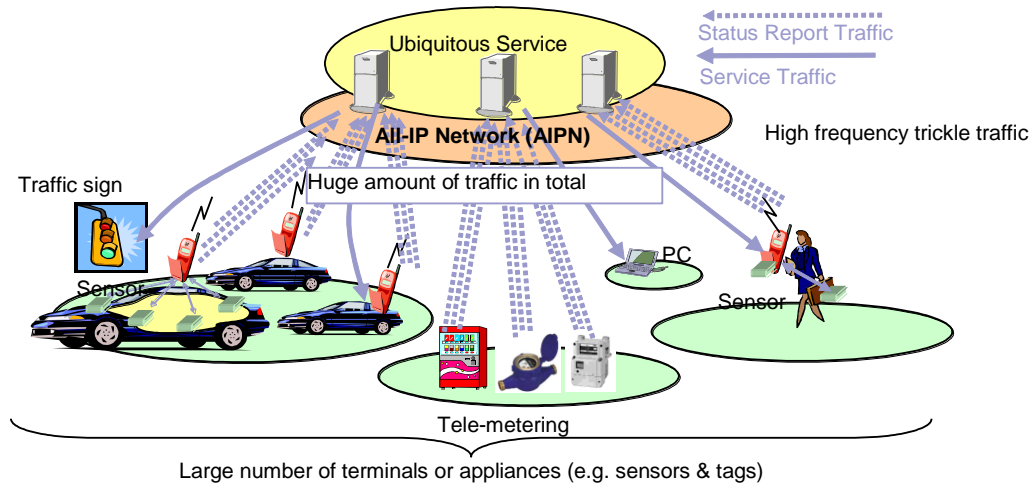 Ubiquitous Service
Status Report Traffic
Service Traffic
All-IP Network (AIPN)
High frequency trickle traffic
Huge amount of traffic in total
Traffic sign
Sensor
PC
Sensor
Tele-metering
Large number of terminals or appliances (e.g. sensors & tags)